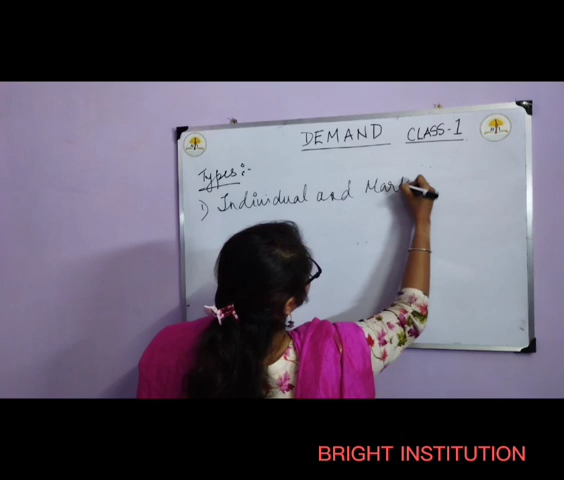 DEMAND CLASS-1
Types:-
1) Individual and Mar
BRIGHT INSTITUTION